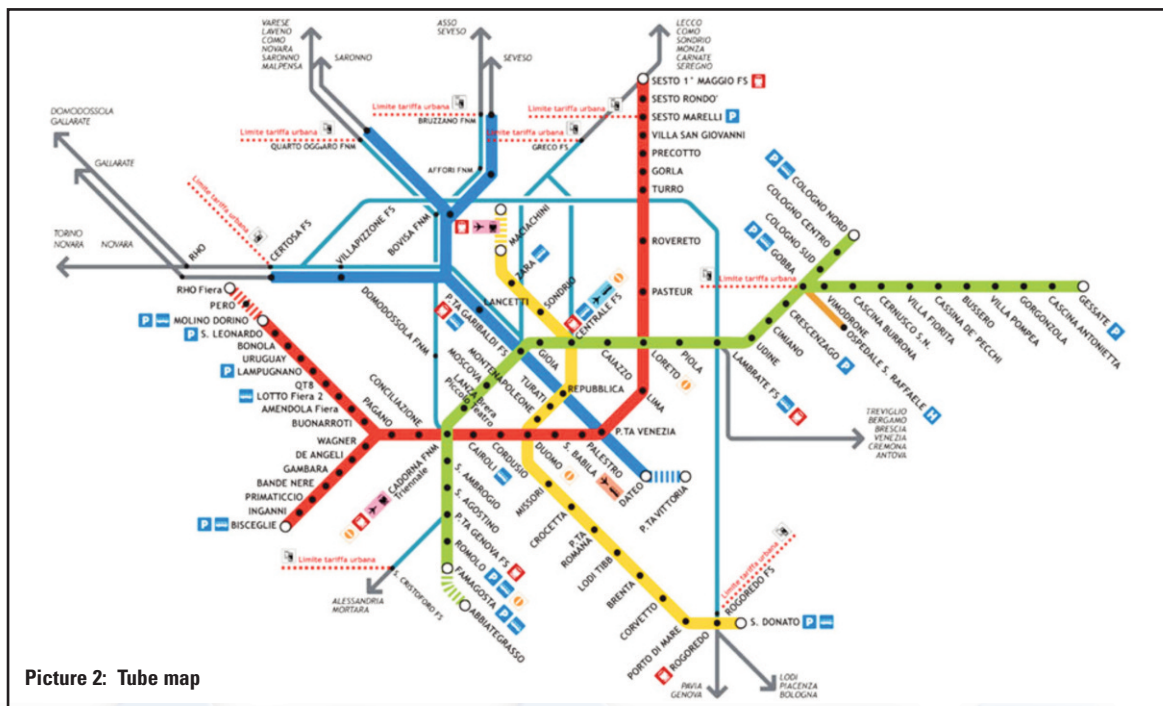 VARESE
LAVENO
COMO
NOVARA
SARONNO
MALPENSA
SARONNO
ASSO
SEVESO
SEVESO
LECCO
COMO
SONDRIO
MONZA
CARNATE
SEREGNO
DOMODOSSOLA
GALLARATE
GALLARATE
TORINO
NOVARA
NOVARA
Limite tariffa urbana
QUARTO OGGIARO FNM
Limite tariffa urbana
BRUZZANO FNM
Limite tariffa urbana
GRECO FS
AFFORI FNM
SESTO 1° MAGGIO FS
SESTO RONDO'
SESTO MARELLI P
VILLA SAN GIOVANNI
PRECOTTO
GORLA
TURRO
ROVERETO
PASTEUR
Limite tariffa urbana
RHO
CERTOSA FS
VILLAPIZZONE FS
BOVISA FNM
MACIACHINI
ZARA
SONDRIO
CENTRALE FS
LANCETTI
P.TA GARIBALDI FS
DOMODOSSOLA FNM
P COLOGNO NORD
COLOGNO CENTRO
COLOGNO SUD
P GOBBA
Limite tariffa urbana
VIMODRONE
CASCINA BURRONA
CERNUSCO S.N.
VILLA FIORITA
CASSINA DE' PECCHI
BUSSERO
VILLA POMPEA
GORGONZOLA
CASCINA ANTONIETTA
GESSATE P
OSPEDALE S. RAFFAELE H
CRESCENZAGO P
CIMIANO
UDINE
LAMBRATE FS
PIOLA
LORETO
CAIAZZO
GIOIA
MOSCOVA
LANZA Brera
Piccolo Teatro
MONTENAPOLEONE
TURATI
REPUBBLICA
LIMA
P.TA VENEZIA
PALESTRO
S. BABILA
DUOMO
CORDUSIO
CAIROLI
CADORNA FNM
Triennale
CONCILIAZIONE
PAGANO
RHO Fiera
PERO
P MOLINO DORINO
P S. LEONARDO
BONOLA
URUGUAY
P LAMPUGNANO
QT8
LOTTO Fiera 2
AMENDOLA Fiera
BUONARROTI
WAGNER
DE ANGELI
GAMBARA
BANDE NERE
PRIMATICCIO
INGANNI
P BISCEGLIE
TREVIGLIO
BERGAMO
BRESCIA
VENEZIA
CREMONA
ANTOVA
DATEO
P.TA VITTORIA
S. AMBROGIO
S. AGOSTINO
P.TA GENOVA FS
ROMOLO P
FAMAGOSTA P
ABBIATEGRASSO
Limite tariffa urbana
S. CRISTOFORO FS
ALESSANDRIA
MORTARA
MISSORI
CROCETTA
P.TA
ROMANA
LODI TIBB
BRENTA
CORVETTO
PORTO DI MARE
ROGOREDO
Limite tariffa urbana
ROGOREDO FS
S. DONATO P
PAVIA
GENOVA
LODI
PIACENZA
BOLOGNA
Picture 2: Tube map